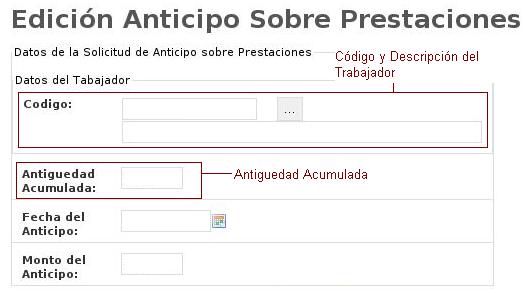 Edición Anticipo Sobre Prestaciones
Datos de la Solicitud de Anticipo sobre Prestaciones
Código y Descripción del
Trabajador
Datos del Tabajador
Codigo:
...
Antiguedad
Acumulada:
Antiguedad Acumulada
Fecha del
Anticipo:
Monto del
Anticipo: